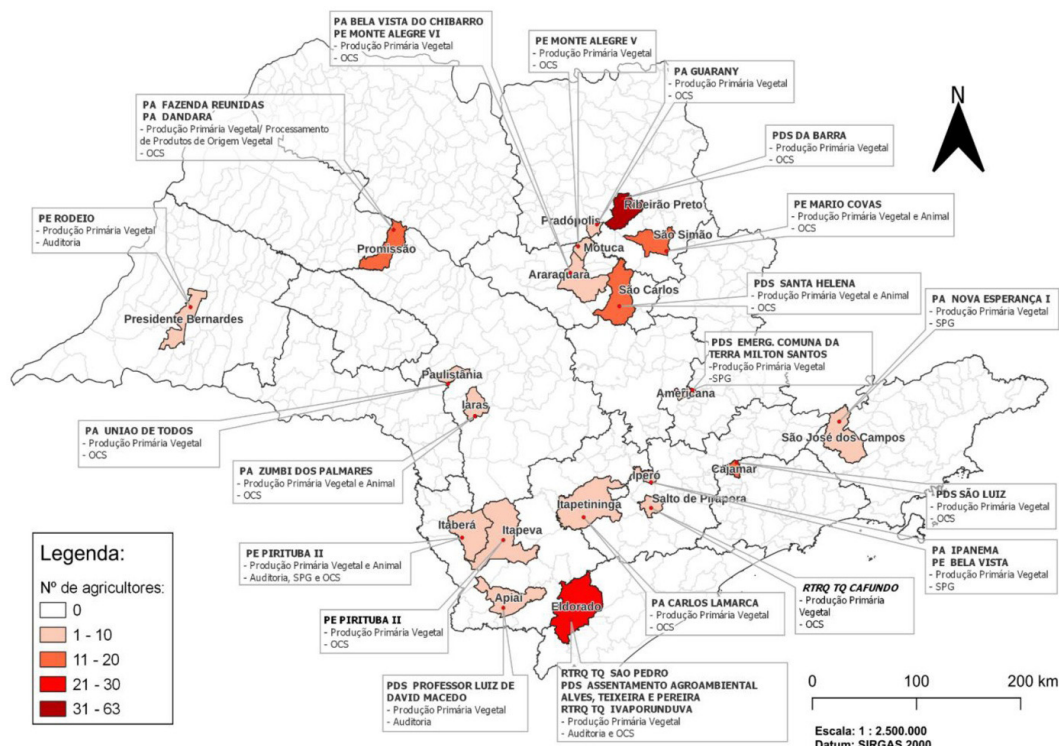 PA BELA VISTA DO CHIBARRO
PE MONTE ALEGRE VI
- Produção Primária Vegetal
- OCS
PE MONTE ALEGRE V
- Produção Primária Vegetal
- OCS
PA GUARANY
- Produção Primária Vegetal
- OCS
PA FAZENDA REUNIDAS
PA DANDARA
- Produção Primária Vegetal/ Processamento
de Produtos de Origem Vegetal
- OCS
PDS DA BARRA
- Produção Primária Vegetal
- OCS
N
PE RODEIO
- Produção Primária Vegetal
- Auditoria
PE MARIO COVAS
- Produção Primária Vegetal e Animal
- OCS
Ribeirão Preto
Pradópolis
São Simão
Motuca
Promissão
Araraquara
São Carlos
PDS SANTA HELENA
- Produção Primária Vegetal e Animal
- OCS
PA NOVA ESPERANÇA I
- Produção Primária Vegetal
- SPG
Presidente Bernardes
PDS EMERG. COMUNA DA
TERRA MILTON SANTOS
-Produção Primária Vegetal
-SPG
Paulistânia
Americana
Iaras
São José dos Campos
PA UNIAO DE TODOS
- Produção Primária Vegetal
- OCS
PA ZUMBI DOS PALMARES
- Produção Primária Vegetal e Animal
- OCS
Iperó
Cajamar
Salto de Pirapora
Itapetininga
PDS SÃO LUIZ
- Produção Primária
Vegetal
- OCS
Itaberá
Itapeva
PE PIRITUBA II
- Produção Primária Vegetal e Animal
- Auditoria, SPG e OCS
PA IPANEMA
PE BELA VISTA
- Produção Primária Vegetal
- SPG
RTRQ TQ CAFUNDO
- Produção Primária
Vegetal
- OCS
Apiaí
Eldorado
PA CARLOS LAMARCA
- Produção Primária Vegetal
- OCS
PE PIRITUBA II
- Produção Primária Vegetal
- OCS
PDS PROFESSOR LUIZ DE
DAVID MACEDO
- Produção Primária Vegetal
- Auditoria
RTRQ TQ SAO PEDRO
PDS ASSENTAMENTO AGROAMBIENTAL
ALVES, TEIXEIRA E PEREIRA
RTRQ TQ IVAPORUNDUVA
- Produção Primária Vegetal
- Auditoria e OCS
Legenda:
Nº de agricultores:
0
1 - 10
11 - 20
21 - 30
31 - 63
0 100 200 km
Escala: 1 : 2.500.000
Datum: SIRGAS 2000